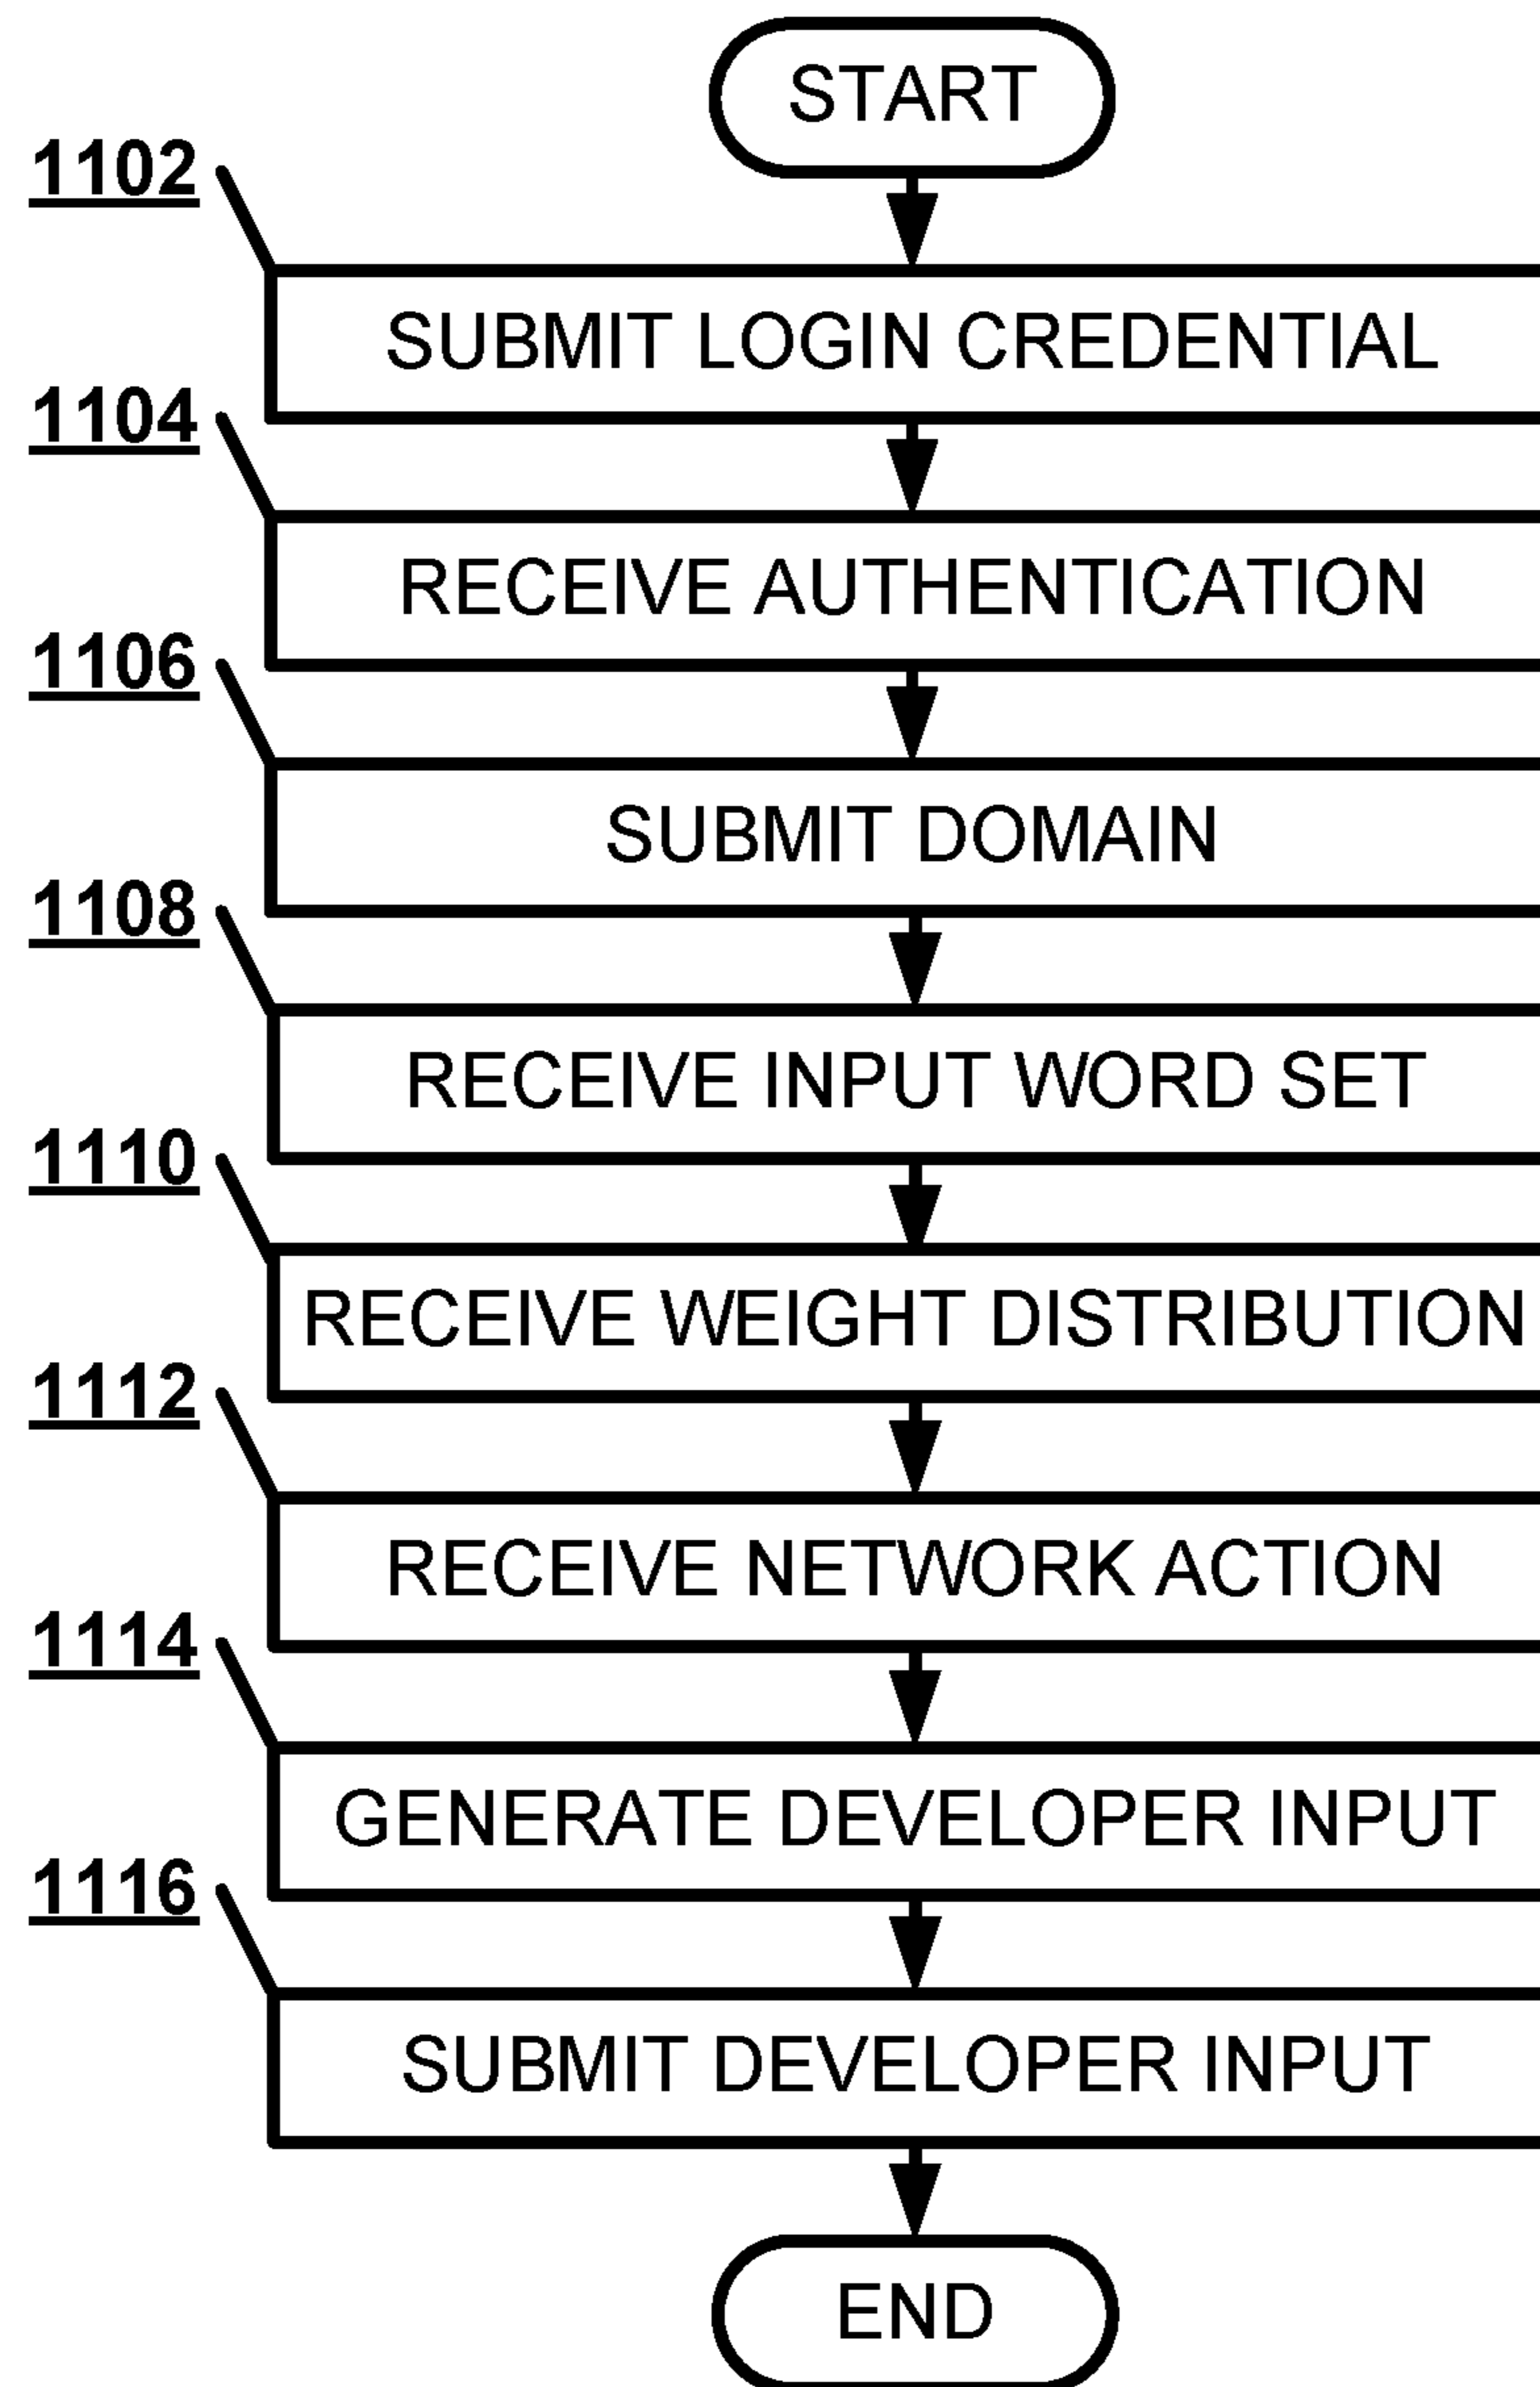 START
1102
SUBMIT LOGIN CREDENTIAL
1104
RECEIVE AUTHENTICATION
1106
SUBMIT DOMAIN
1108
RECEIVE INPUT WORD SET
1110
RECEIVE WEIGHT DISTRIBUTION
1112
RECEIVE NETWORK ACTION
1114
GENERATE DEVELOPER INPUT
1116
SUBMIT DEVELOPER INPUT
END